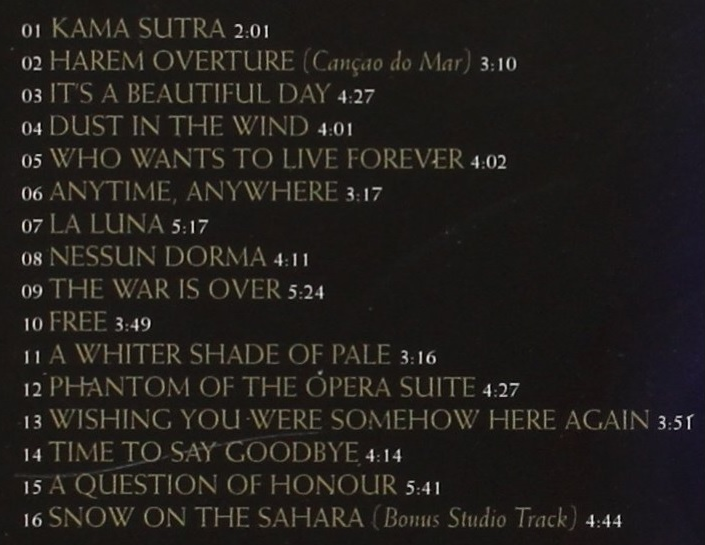 01 KAMA SUTRA 2:01
02 HAREM OVERTURE (Cançao do Mar) 3:10
03 IT'S A BEAUTIFUL DAY 4:27
04 DUST IN THE WIND 4:01
05 WHO WANTS TO LIVE FOREVER 4:02
06 ANYTIME, ANYWHERE 3:17
07 LA LUNA 5:17
08 NESSUN DORMA 4:11
09 THE WAR IS OVER 5:24
10 FREE 3:49
11 A WHITER SHADE OF PALE 3:16
12 PHANTOM OF THE OPERA SUITE 4:27
13 WISHING YOU WERE SOMEHOW HERE AGAIN 3:51
14 TIME TO SAY GOODBYE 4:14
15 A QUESTION OF HONOUR 5:41
16 SNOW ON THE SAHARA (Bonus Studio Track) 4:44